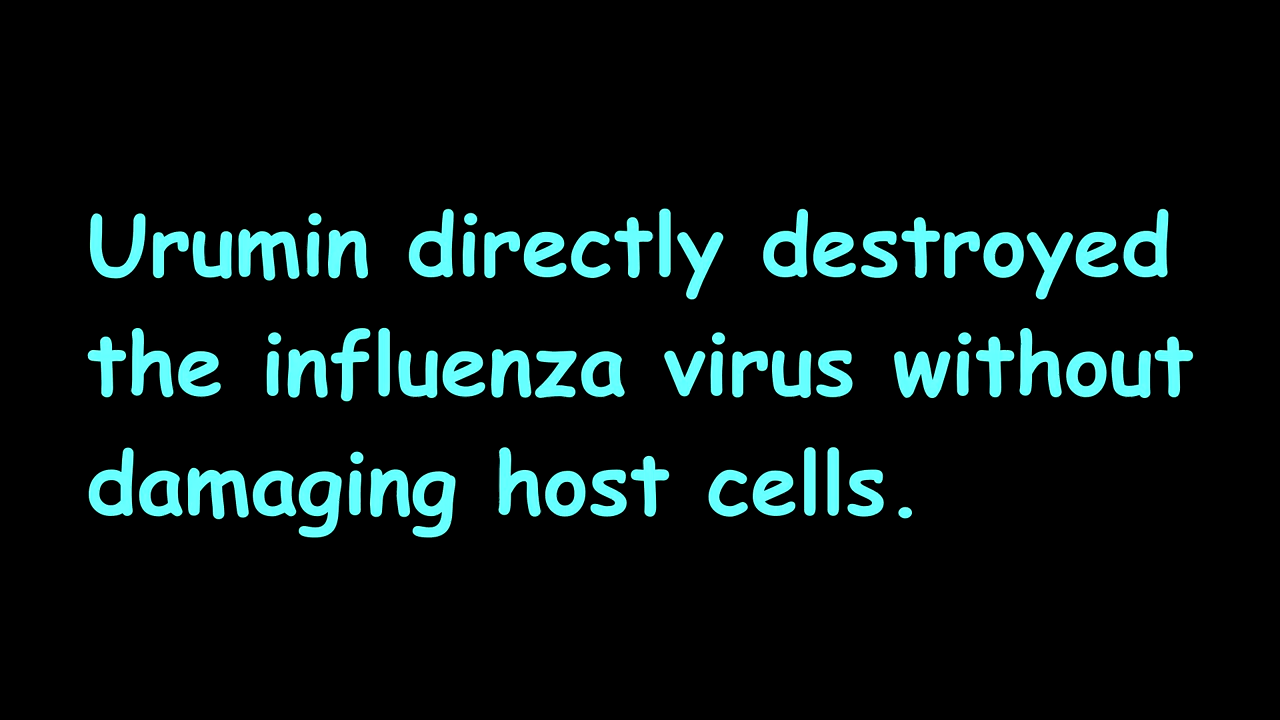 Urumin directly destroyed
the influenza virus without
damaging host cells.